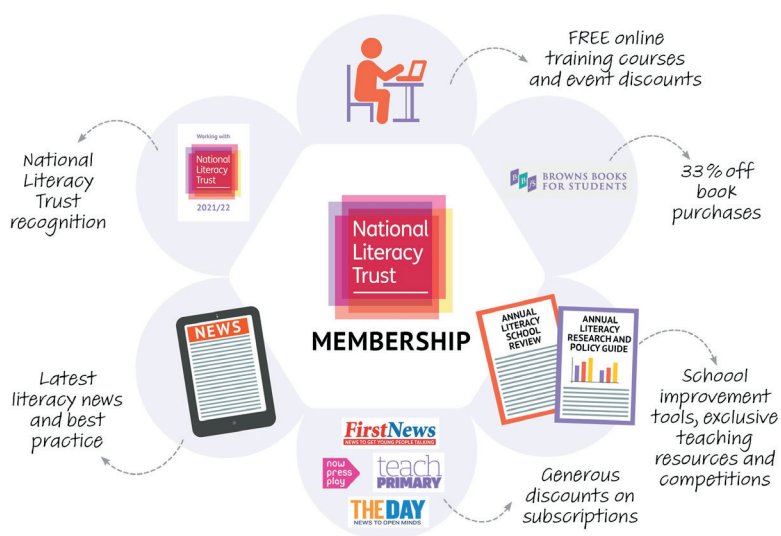 FREE online
training courses
and event discounts
Working with
National
Literacy
Trust
2021/22
National
Literacy
Trust
recognition
BBfS
BROWNS BOOKS
FOR STUDENTS
33% off
book
purchases
National
Literacy
Trust
MEMBERSHIP
NEWS
Latest
literacy news
and best
practice
ANNUAL
LITERACY
SCHOOL
REVIEW
ANNUAL
LITERACY
RESEARCH AND
POLICY GUIDE
Schoool
improvement
tools, exclusive
teaching
resources and
competitions
FirstNews
NEWS TO GET YOUNG PEOPLE TALKING
now
press
play
teach
PRIMARY
THE DAY
NEWS TO OPEN MINDS
Generous
discounts on
subscriptions